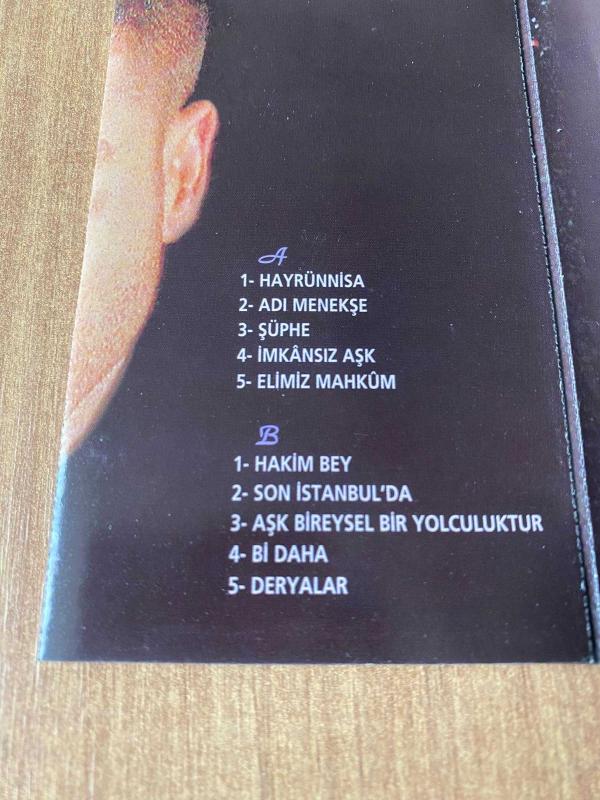 A
1- HAYRÜNNİSA
2- ADI MENEKŞE
3- ŞÜPHE
4- İMKÂNSIZ AŞK
5- ELİMİZ MAHKÛM
B
1- HAKİM BEY
2- SON İSTANBUL'DA
3- AŞK BİREYSEL BİR YOLCULUKTUR
4- Bİ DAHA
5- DERYALAR